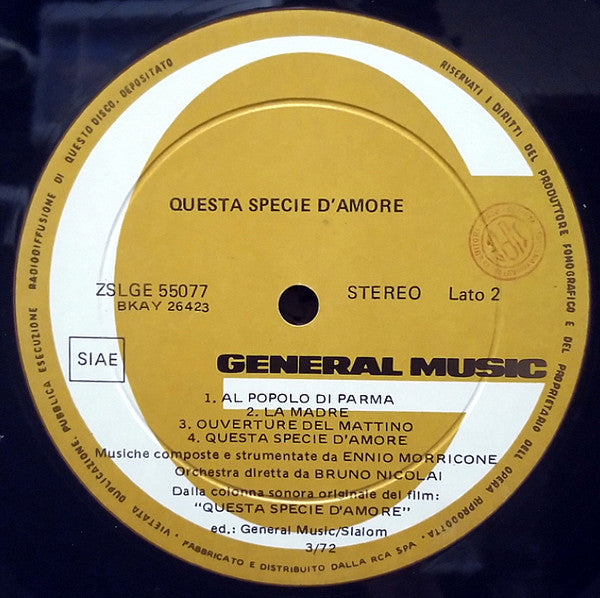 RISERVATI I DIRITTI DEL PRODUTTORE FONOGRAFICO E DEL PROPRIETARIO DELL'OPERA RIPRODOTTA • VIETATA DUPLICAZIONE, PUBBLICA ESECUZIONE RADIODIFFUSIONE DI QUESTO DISCO. DEPOSITATO
QUESTA SPECIE D'AMORE
ZSLGE 55077
BKAY 26423
STEREO Lato 2
SIAE
GENERAL MUSIC
1. AL POPOLO DI PARMA
2. LA MADRE
3. OUVERTURE DEL MATTINO
4. QUESTA SPECIE D'AMORE
Musiche composte e strumentate da ENNIO MORRICONE
Orchestra diretta da BRUNO NICOLAI
Dalla colonna sonora originale del film:
"QUESTA SPECIE D'AMORE"
ed.: General Music/Slalom
3/72
FABBRICATO E DISTRIBUITO DALLA RCA SPA